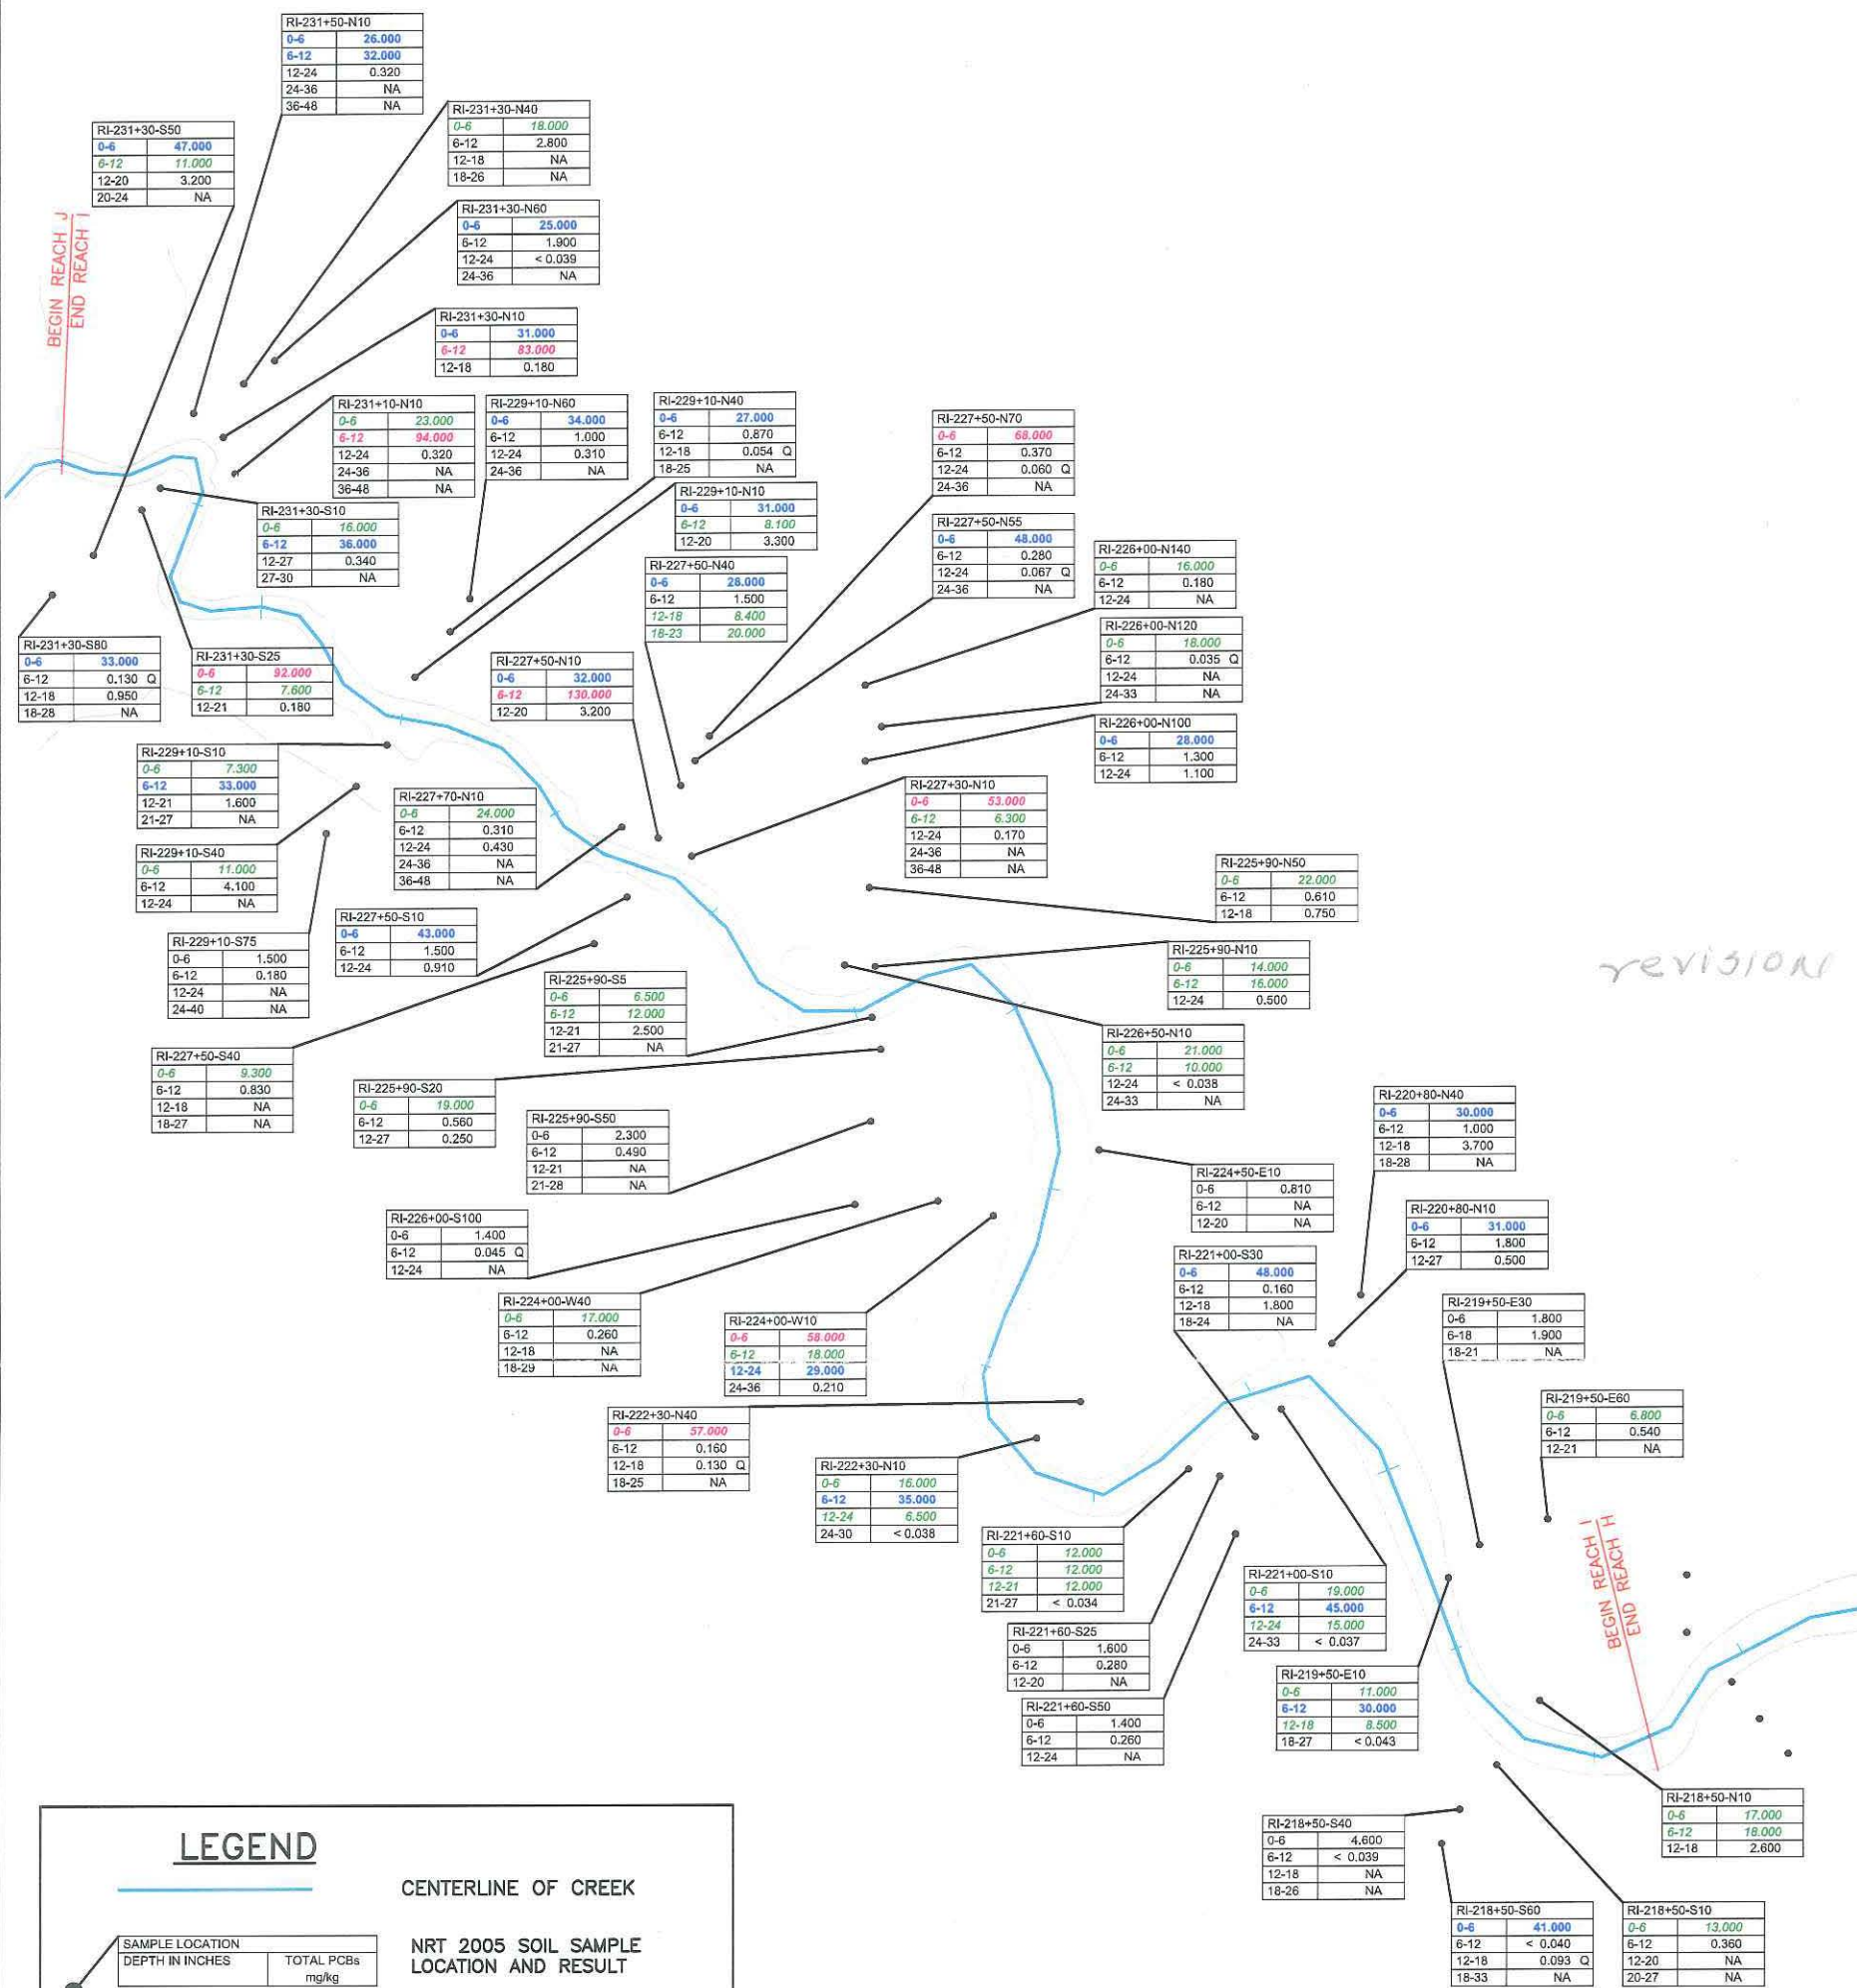 RI-231+50-N10
0-6 26.000
6-12 32.000
12-24 0.320
24-36 NA
36-48 NA
RI-231+30-N40
0-6 18.000
6-12 2.800
12-18 NA
18-26 NA
RI-231+30-S50
0-6 47.000
6-12 11.000
12-20 3.200
20-24 NA
RI-231+30-N60
0-6 25.000
6-12 1.900
12-24 < 0.039
24-36 NA
BEGIN REACH J
END REACH I
RI-231+30-N10
0-6 31.000
6-12 83.000
12-18 0.180
RI-231+10-N10
0-6 23.000
6-12 94.000
12-24 0.320
24-36 NA
36-48 NA
RI-229+10-N60
0-6 34.000
6-12 1.000
12-24 0.310
24-36 NA
RI-229+10-N40
0-6 27.000
6-12 0.870
12-18 0.054 Q
18-25 NA
RI-227+50-N70
0-6 68.000
6-12 0.370
12-24 0.060 Q
24-36 NA
RI-229+10-N10
0-6 31.000
6-12 8.100
12-20 3.300
RI-231+30-S10
0-6 16.000
6-12 36.000
12-27 0.340
27-30 NA
RI-227+50-N55
0-6 48.000
6-12 0.280
12-24 0.067 Q
24-36 NA
RI-226+00-N140
0-6 16.000
6-12 0.180
12-24 NA
RI-227+50-N40
0-6 28.000
6-12 1.500
12-18 8.400
18-23 20.000
RI-226+00-N120
0-6 18.000
6-12 0.035 Q
12-24 NA
24-33 NA
RI-231+30-S80
0-6 33.000
6-12 0.130 Q
12-18 0.950
18-28 NA
RI-231+30-S25
0-6 92.000
6-12 7.600
12-21 0.180
RI-227+50-N10
0-6 32.000
6-12 130.000
12-20 3.200
RI-226+00-N100
0-6 28.000
6-12 1.300
12-24 1.100
RI-229+10-S10
0-6 7.300
6-12 33.000
12-21 1.600
21-27 NA
RI-227+70-N10
0-6 24.000
6-12 0.310
12-24 0.430
24-36 NA
36-48 NA
RI-227+30-N10
0-6 53.000
6-12 6.300
12-24 0.170
24-36 NA
36-48 NA
RI-229+10-S40
0-6 11.000
6-12 4.100
12-24 NA
RI-225+90-N50
0-6 22.000
6-12 0.610
12-18 0.750
RI-227+50-S10
0-6 43.000
6-12 1.500
12-24 0.910
RI-229+10-S75
0-6 1.500
6-12 0.180
12-24 NA
24-40 NA
RI-225+90-N10
0-6 14.000
6-12 16.000
12-24 0.500
revision
RI-225+90-S5
0-6 6.500
6-12 12.000
12-21 2.500
21-27 NA
RI-226+50-N10
0-6 21.000
6-12 10.000
12-24 < 0.038
24-33 NA
RI-227+50-S40
0-6 9.300
6-12 0.830
12-18 NA
18-27 NA
RI-225+90-S20
0-6 19.000
6-12 0.560
12-27 0.250
RI-220+80-N40
0-6 30.000
6-12 1.000
12-18 3.700
18-28 NA
RI-225+90-S50
0-6 2.300
6-12 0.490
12-21 NA
21-28 NA
RI-224+50-E10
0-6 0.810
6-12 NA
12-20 NA
RI-226+00-S100
0-6 1.400
6-12 0.045 Q
12-24 NA
RI-220+80-N10
0-6 31.000
6-12 1.800
12-27 0.500
RI-221+00-S30
0-6 48.000
6-12 0.160
12-18 1.800
18-24 NA
RI-224+00-W40
0-6 17.000
6-12 0.260
12-18 NA
18-29 NA
RI-224+00-W10
0-6 58.000
6-12 18.000
12-24 29.000
24-36 0.210
RI-219+50-E30
0-6 1.800
6-18 1.900
18-21 NA
RI-219+50-E60
0-6 6.800
6-12 0.540
12-21 NA
RI-222+30-N40
0-6 57.000
6-12 0.160
12-18 0.130 Q
18-25 NA
RI-222+30-N10
0-6 16.000
6-12 35.000
12-24 6.500
24-30 < 0.038
RI-221+60-S10
0-6 12.000
6-12 12.000
12-21 12.000
21-27 < 0.034
BEGIN REACH I
END REACH H
RI-221+00-S10
0-6 19.000
6-12 45.000
12-24 15.000
24-33 < 0.037
RI-221+60-S25
0-6 1.600
6-12 0.280
12-20 NA
RI-219+50-E10
0-6 11.000
6-12 30.000
12-18 8.500
18-27 < 0.043
RI-221+60-S50
0-6 1.400
6-12 0.260
12-24 NA
RI-218+50-N10
0-6 17.000
6-12 18.000
12-18 2.600
RI-218+50-S40
0-6 4.600
6-12 < 0.039
12-18 NA
18-26 NA
RI-218+50-S60
0-6 41.000
6-12 < 0.040
12-18 0.093 Q
18-33 NA
RI-218+50-S10
0-6 13.000
6-12 0.360
12-20 NA
20-27 NA
LEGEND
CENTERLINE OF CREEK
SAMPLE LOCATION
DEPTH IN INCHES TOTAL PCBs
mg/kg
NRT 2005 SOIL SAMPLE
LOCATION AND RESULT